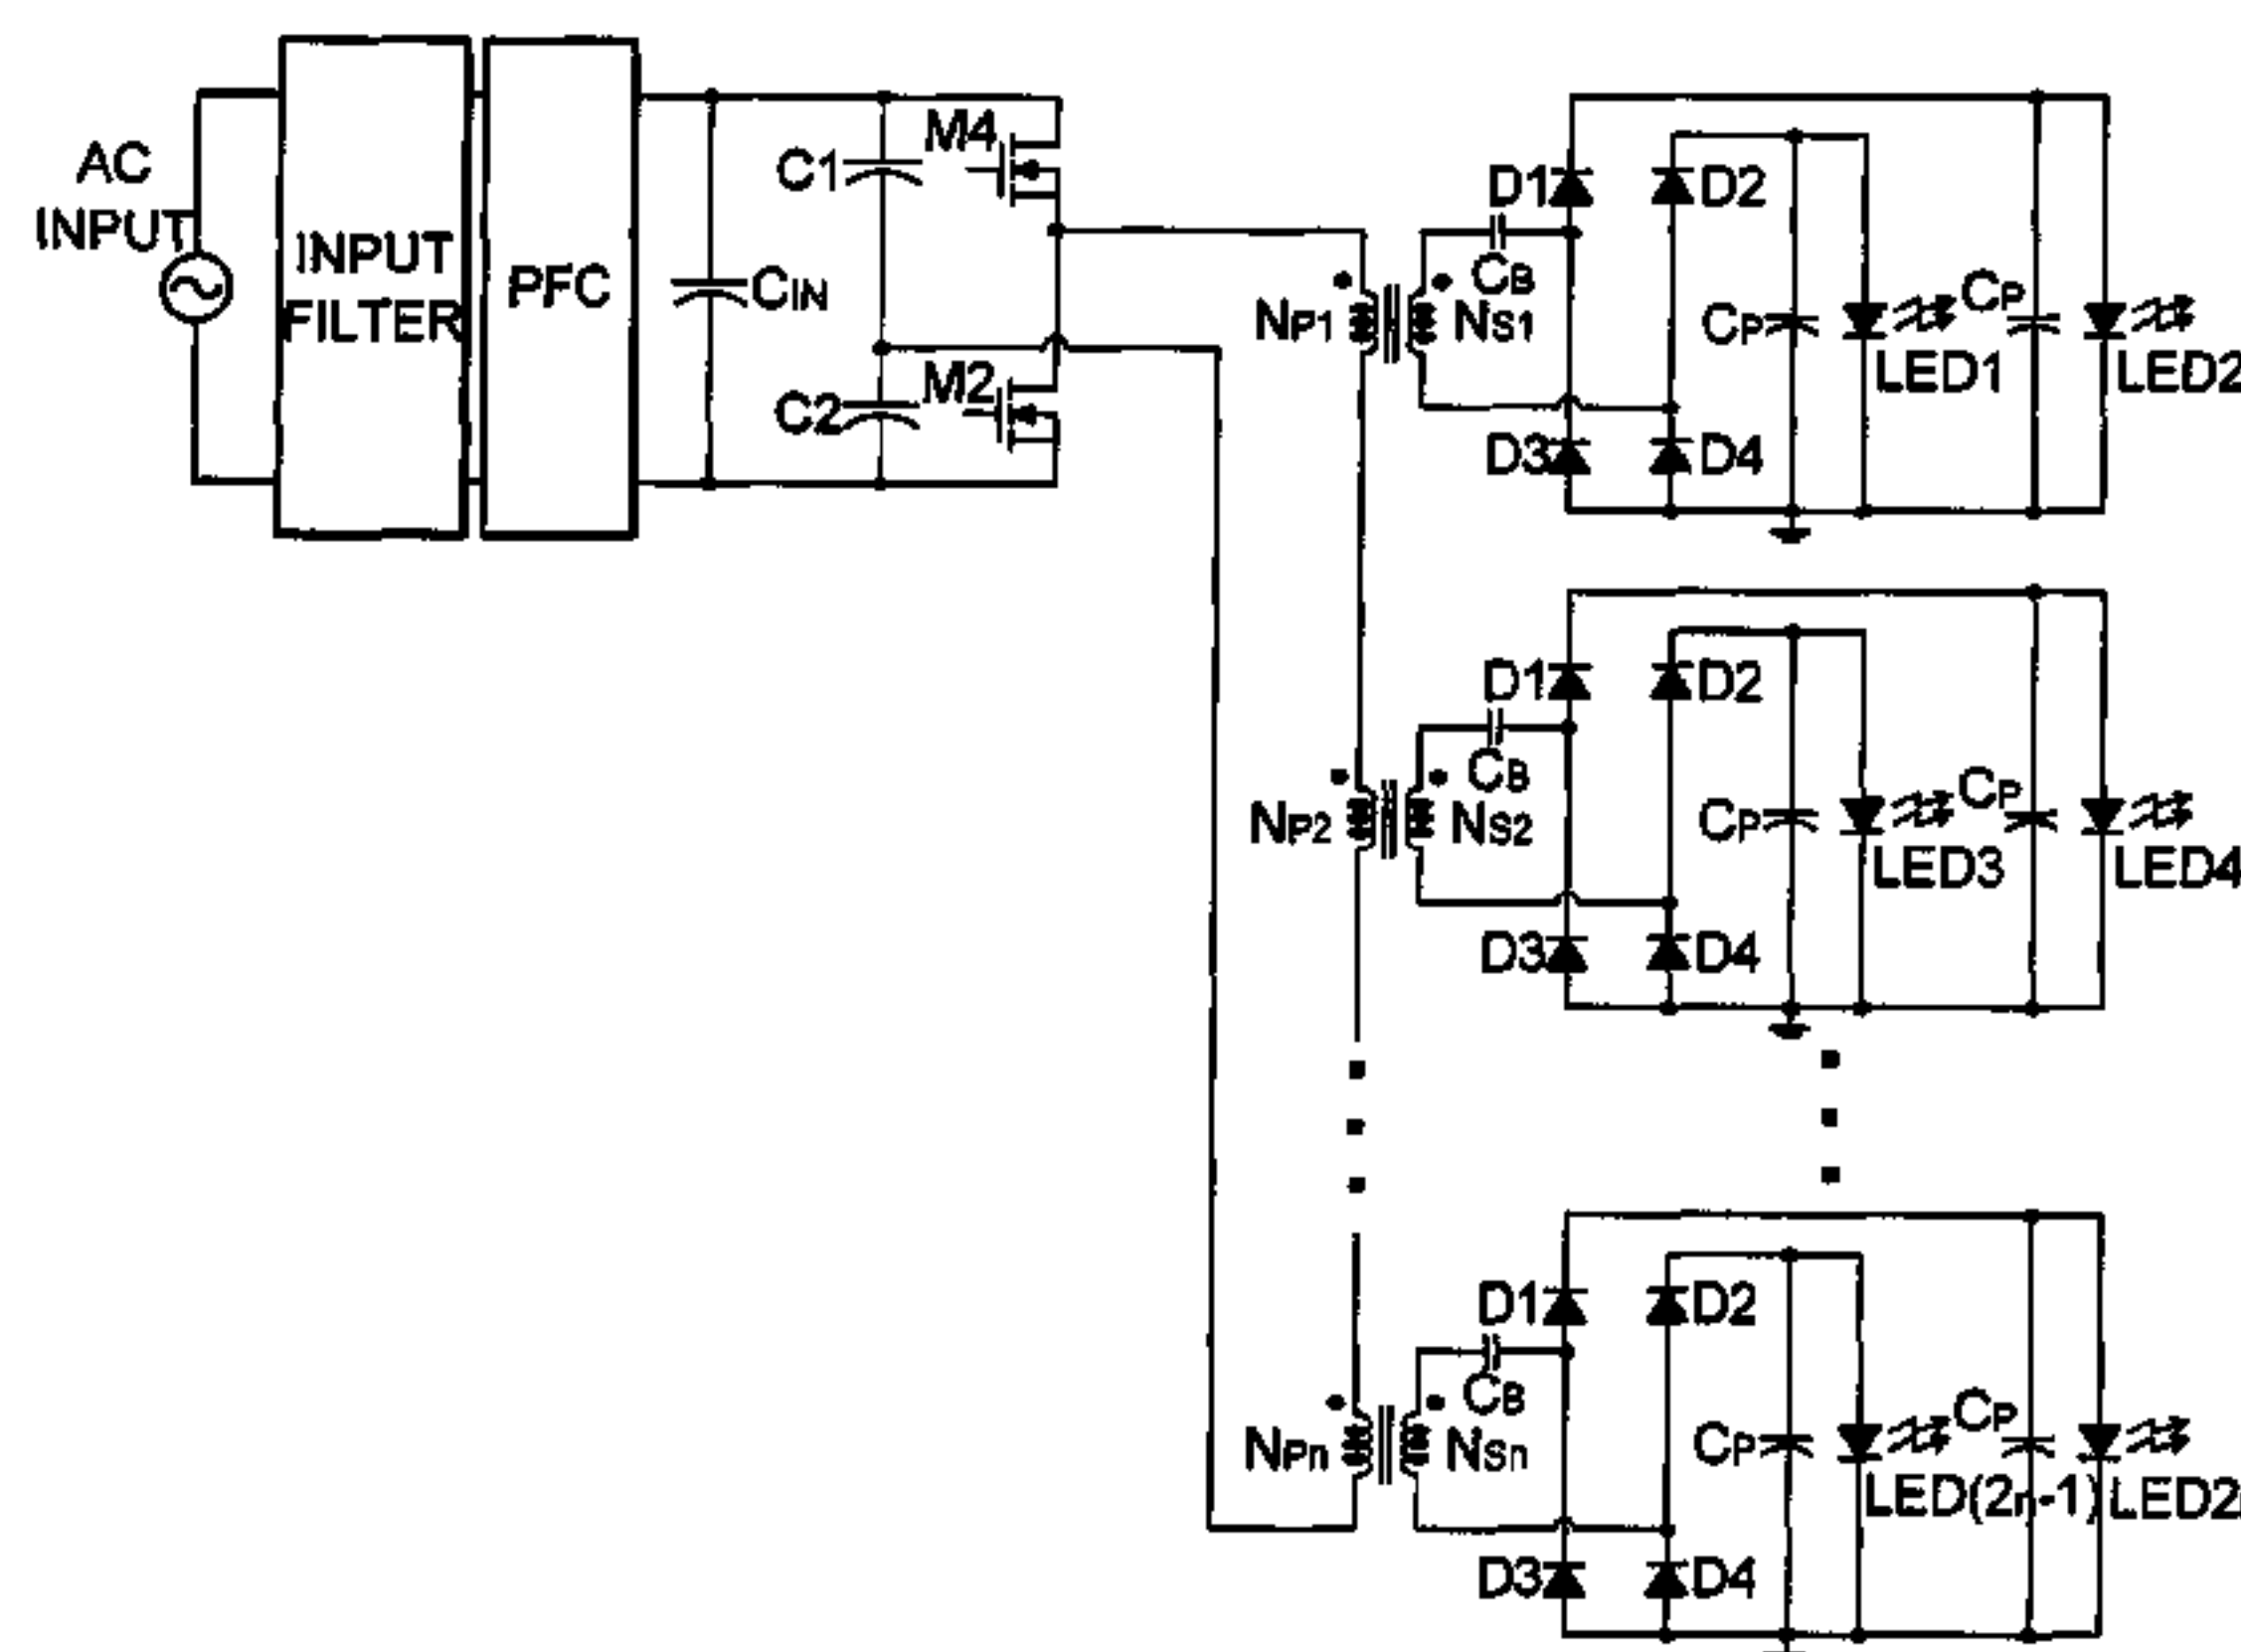 AC
INPUT
INPUT
FILTER
PFC
CIN
C1
C2
M4
M2
NP1
NS1
CB
D1
D2
D3
D4
CP
LED1
CP
LED2
NP2
NS2
CB
D1
D2
D3
D4
CP
LED3
CP
LED4
NPn
NSn
CB
D1
D2
D3
D4
CP
LED(2n-1)
CP
LED2